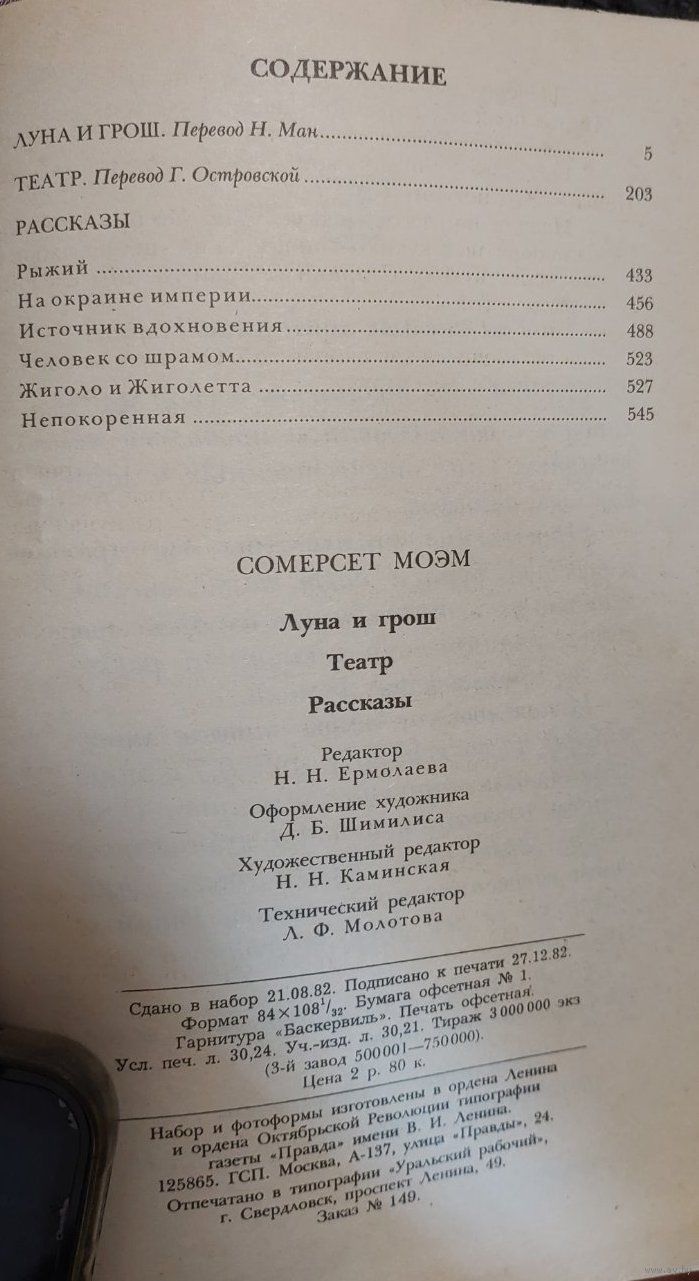 СОДЕРЖАНИЕ
ЛУНА И ГРОШ. Перевод Н. Ман.......... 5
ТЕАТР. Перевод Г. Островской .......... 203
РАССКАЗЫ
Рыжий .......... 433
На окраине империи.......... 456
Источник вдохновения .......... 488
Человек со шрамом.......... 523
Жиголо и Жиголетта .......... 527
Непокоренная .......... 545
СОМЕРСЕТ МОЭМ
Луна и грош
Театр
Рассказы
Редактор
Н. Н. Ермолаева
Оформление художника
Д. Б. Шимилиса
Художественный редактор
Н. Н. Каминская
Технический редактор
Л. Ф. Молотова
Сдано в набор 21.08.82. Подписано к печати 27.12.82.
Формат 84×108¹/₃₂. Бумага офсетная № 1.
Гарнитура «Баскервиль». Печать офсетная.
Усл. печ. л. 30,24. Уч.-изд. л. 30,21. Тираж 3 000 000 экз
(3-й завод 500 001—750 000).
Цена 2 р. 80 к.
Набор и фотоформы изготовлены в ордена Ленина
и ордена Октябрьской Революции типографии
газеты «Правда» имени В. И. Ленина.
125865. ГСП. Москва, А-137, улица «Правды», 24.
Отпечатано в типографии «Уральский рабочий»,
г. Свердловск, проспект Ленина, 49.
Заказ № 149.